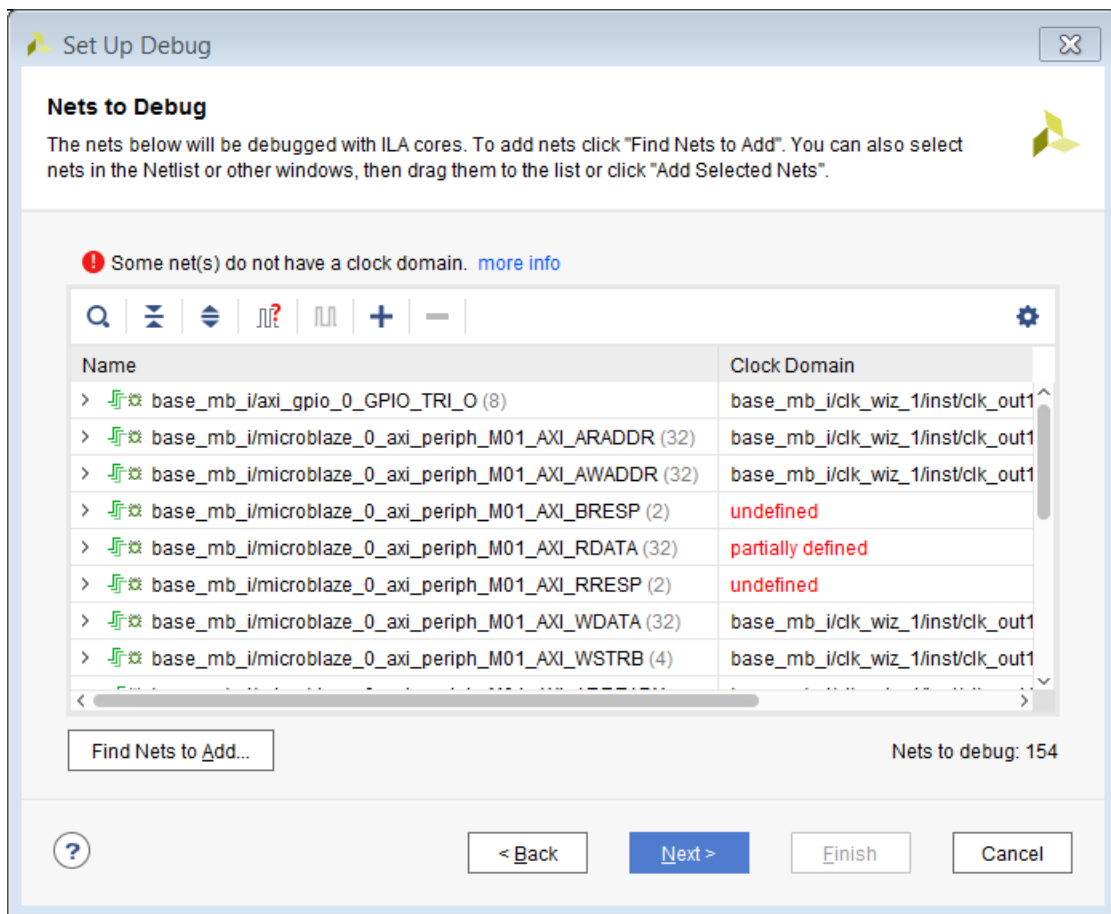 Set Up Debug
Nets to Debug
The nets below will be debugged with ILA cores. To add nets click "Find Nets to Add". You can also select
nets in the Netlist or other windows, then drag them to the list or click "Add Selected Nets".
Some net(s) do not have a clock domain. more info
Name Clock Domain
base_mb_i/axi_gpio_0_GPIO_TRI_O (8) base_mb_i/clk_wiz_1/inst/clk_out1
base_mb_i/microblaze_0_axi_periph_M01_AXI_ARADDR (32) base_mb_i/clk_wiz_1/inst/clk_out1
base_mb_i/microblaze_0_axi_periph_M01_AXI_AWADDR (32) base_mb_i/clk_wiz_1/inst/clk_out1
base_mb_i/microblaze_0_axi_periph_M01_AXI_BRESP (2) undefined
base_mb_i/microblaze_0_axi_periph_M01_AXI_RDATA (32) partially defined
base_mb_i/microblaze_0_axi_periph_M01_AXI_RRESP (2) undefined
base_mb_i/microblaze_0_axi_periph_M01_AXI_WDATA (32) base_mb_i/clk_wiz_1/inst/clk_out1
base_mb_i/microblaze_0_axi_periph_M01_AXI_WSTRB (4) base_mb_i/clk_wiz_1/inst/clk_out1
Find Nets to Add... Nets to debug: 154
? < Back Next > Finish Cancel